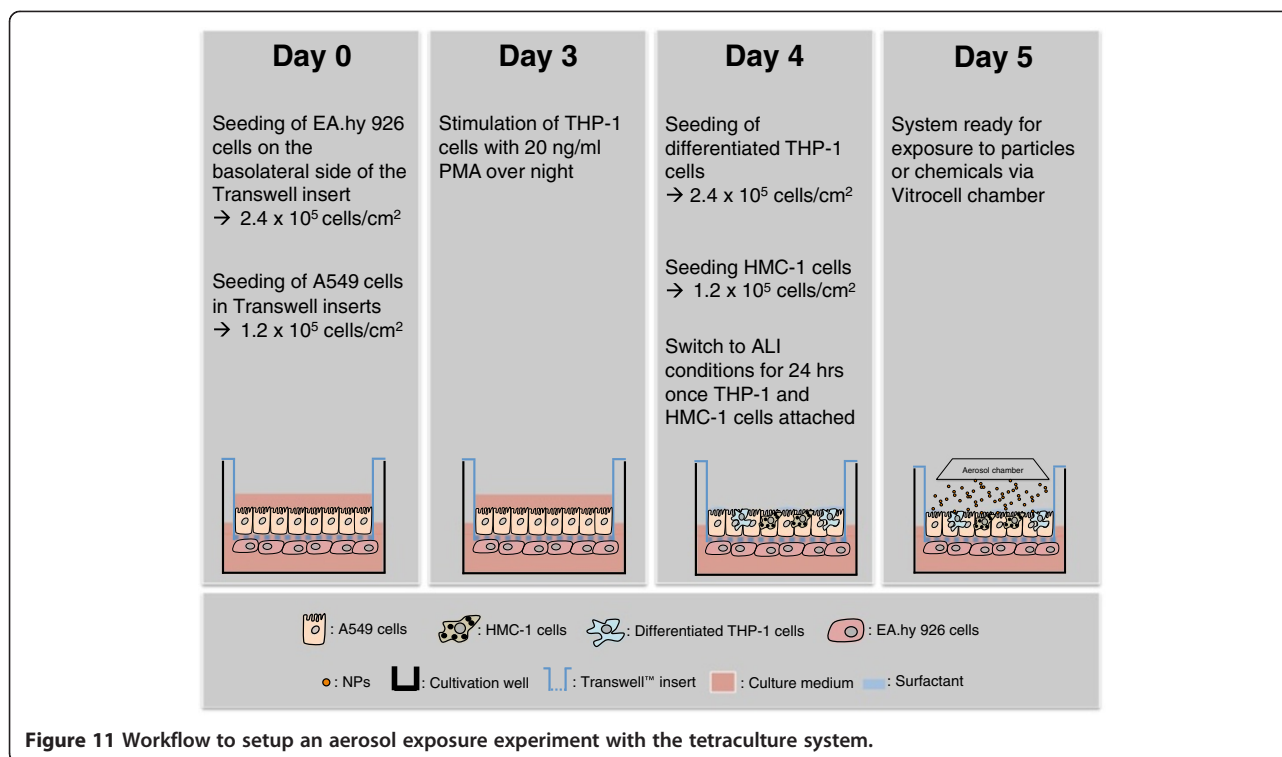 Day 0
Seeding of EA.hy 926
cells on the
basolateral side of the
Transwell insert
→ 2.4 x 10⁵ cells/cm²
Seeding of A549 cells
in Transwell inserts
→ 1.2 x 10⁵ cells/cm²
Day 3
Stimulation of THP-1
cells with 20 ng/ml
PMA over night
Day 4
Seeding of
differentiated THP-1
cells
→ 2.4 x 10⁵ cells/cm²
Seeding HMC-1 cells
→ 1.2 x 10⁵ cells/cm²
Switch to ALI
conditions for 24 hrs
once THP-1 and
HMC-1 cells attached
Day 5
System ready for
exposure to particles
or chemicals via
Vitrocell chamber
Aerosol chamber
: A549 cells : HMC-1 cells : Differentiated THP-1 cells : EA.hy 926 cells
: NPs : Cultivation well : Transwell™ insert : Culture medium : Surfactant
Figure 11 Workflow to setup an aerosol exposure experiment with the tetraculture system.